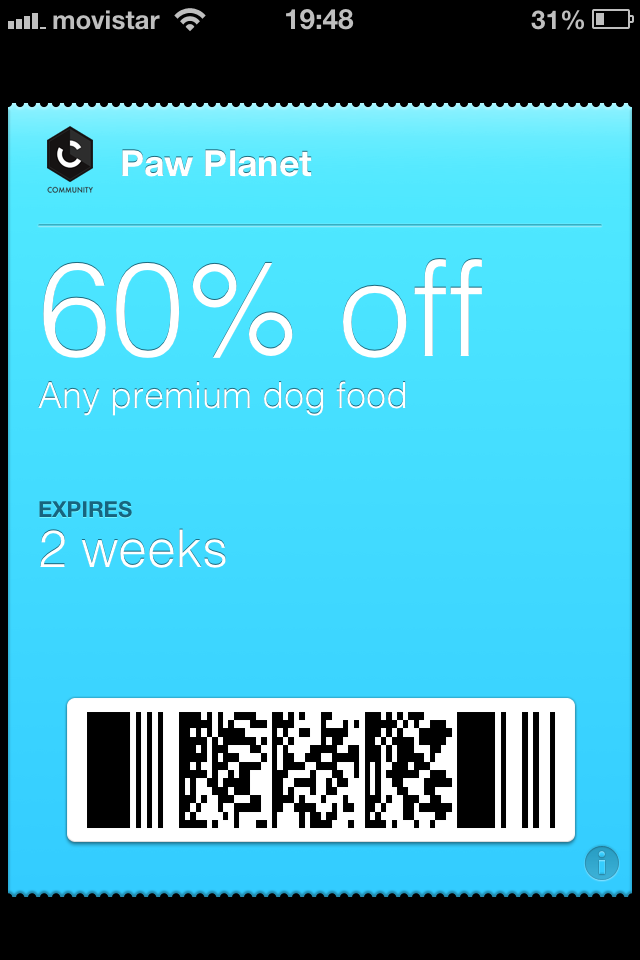 movistar 19:48 31%
COMMUNITY
Paw Planet
60% off
Any premium dog food
EXPIRES
2 weeks